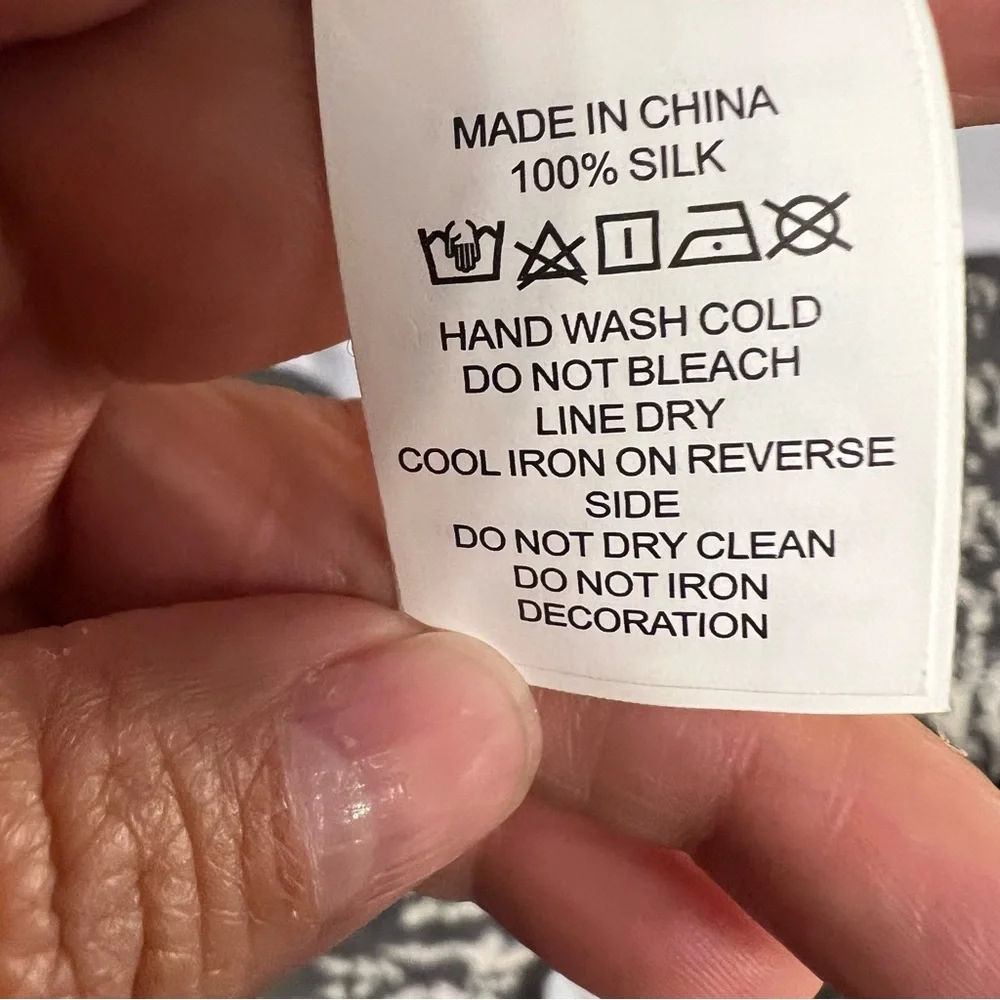 MADE IN CHINA
100% SILK
HAND WASH COLD
DO NOT BLEACH
LINE DRY
COOL IRON ON REVERSE
SIDE
DO NOT DRY CLEAN
DO NOT IRON
DECORATION